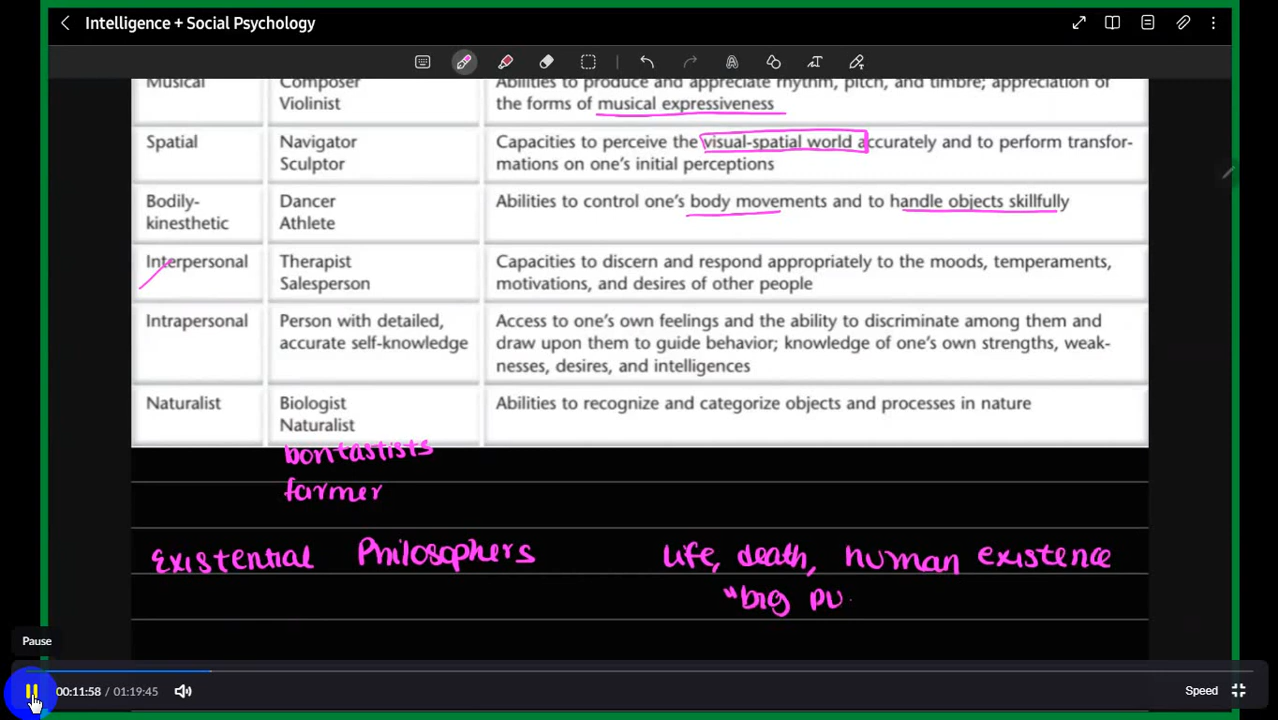 Intelligence + Social Psychology
Musical Composer Abilities to produce and appreciate rhythm, pitch, and timbre; appreciation of
Violinist the forms of musical expressiveness
Spatial Navigator Capacities to perceive the visual-spatial world accurately and to perform transfor-
Sculptor mations on one's initial perceptions
Bodily- Dancer Abilities to control one's body movements and to handle objects skillfully
kinesthetic Athlete
Interpersonal Therapist Capacities to discern and respond appropriately to the moods, temperaments,
Salesperson motivations, and desires of other people
Intrapersonal Person with detailed, Access to one's own feelings and the ability to discriminate among them and
accurate self-knowledge draw upon them to guide behavior; knowledge of one's own strengths, weak-
nesses, desires, and intelligences
Naturalist Biologist Abilities to recognize and categorize objects and processes in nature
Naturalist
bontastists
farmer
Existential Philosophers Life, death, human existence
"big pu
Pause
00:11:58 / 01:19:45 Speed